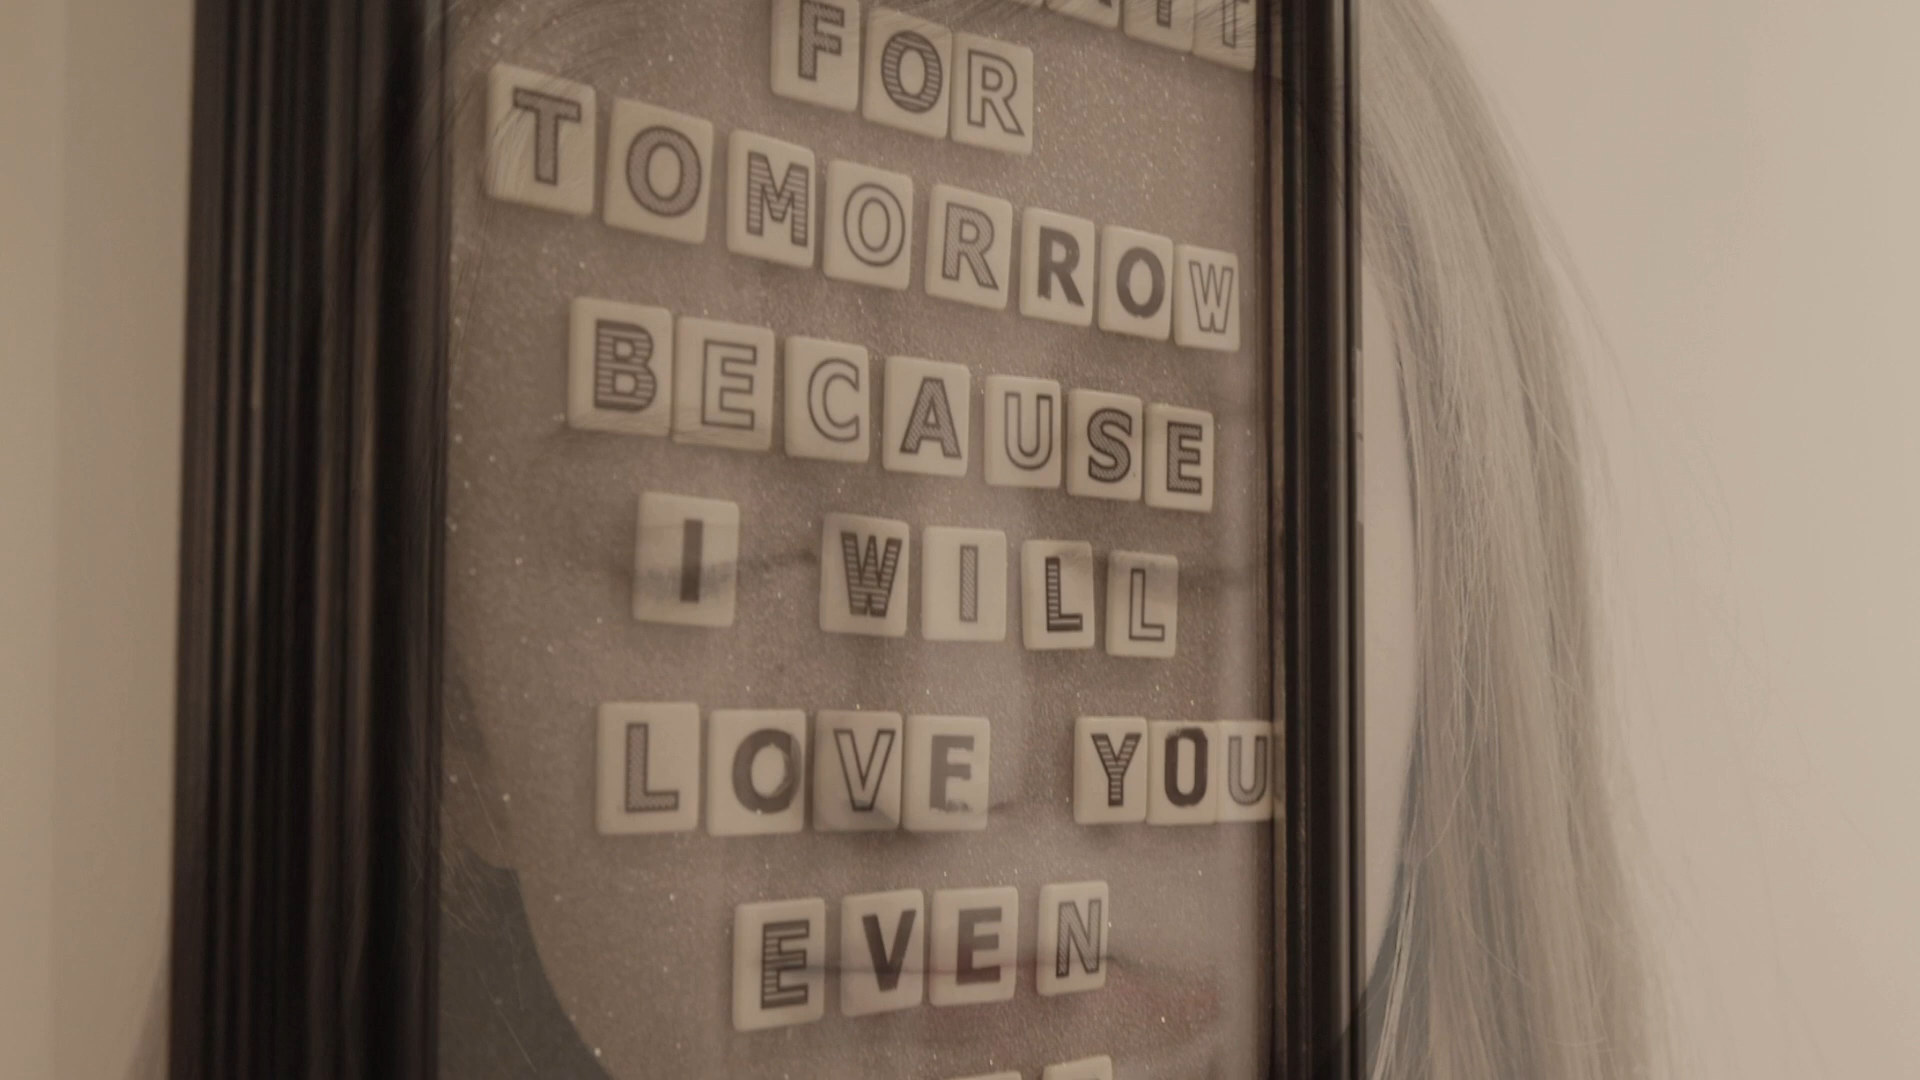 FOR
TOMORROW
BECAUSE
I WILL
LOVE YOU
EVEN